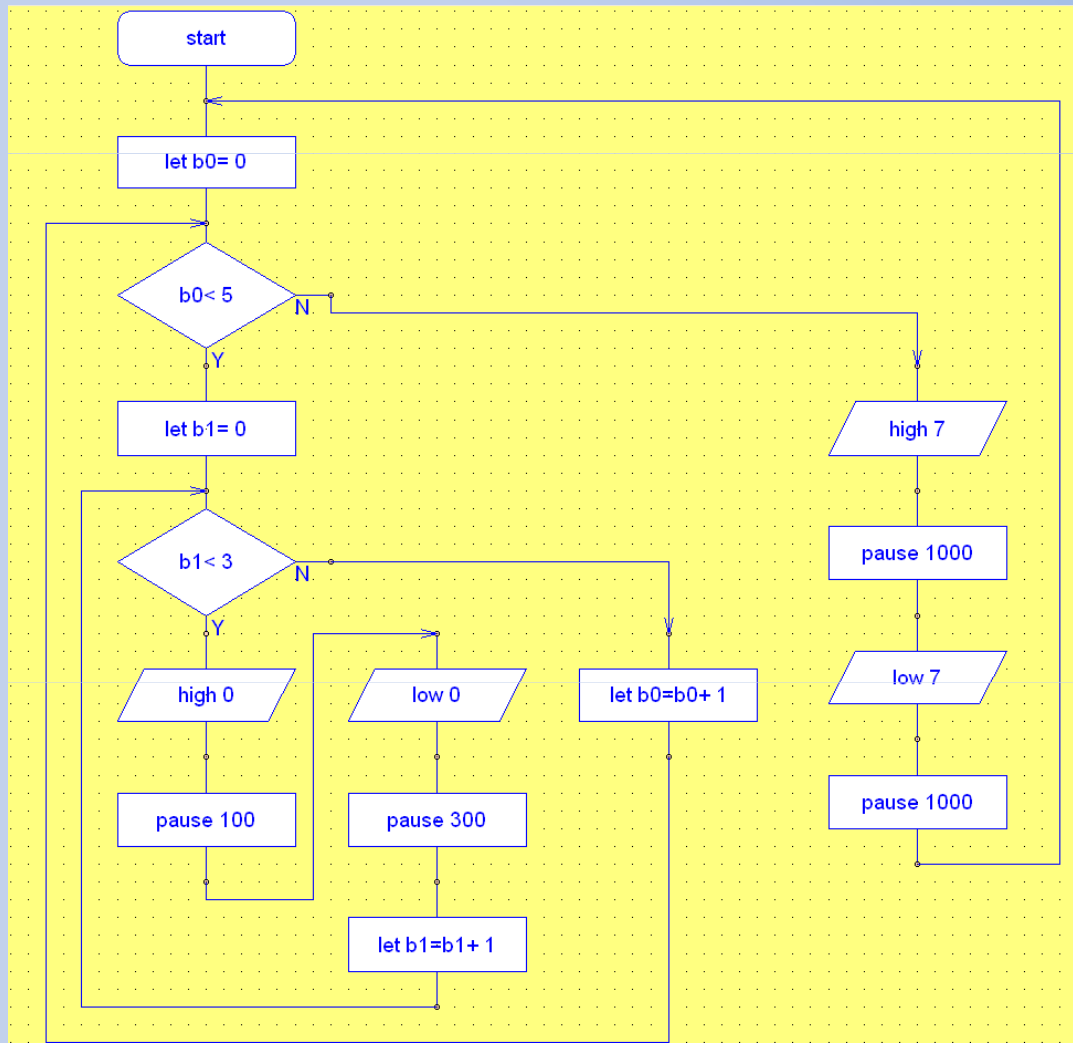 start
let b0= 0
b0< 5
N
Y
let b1= 0
high 7
b1< 3
N
Y
pause 1000
high 0
low 0
let b0=b0+ 1
low 7
pause 100
pause 300
pause 1000
let b1=b1+ 1